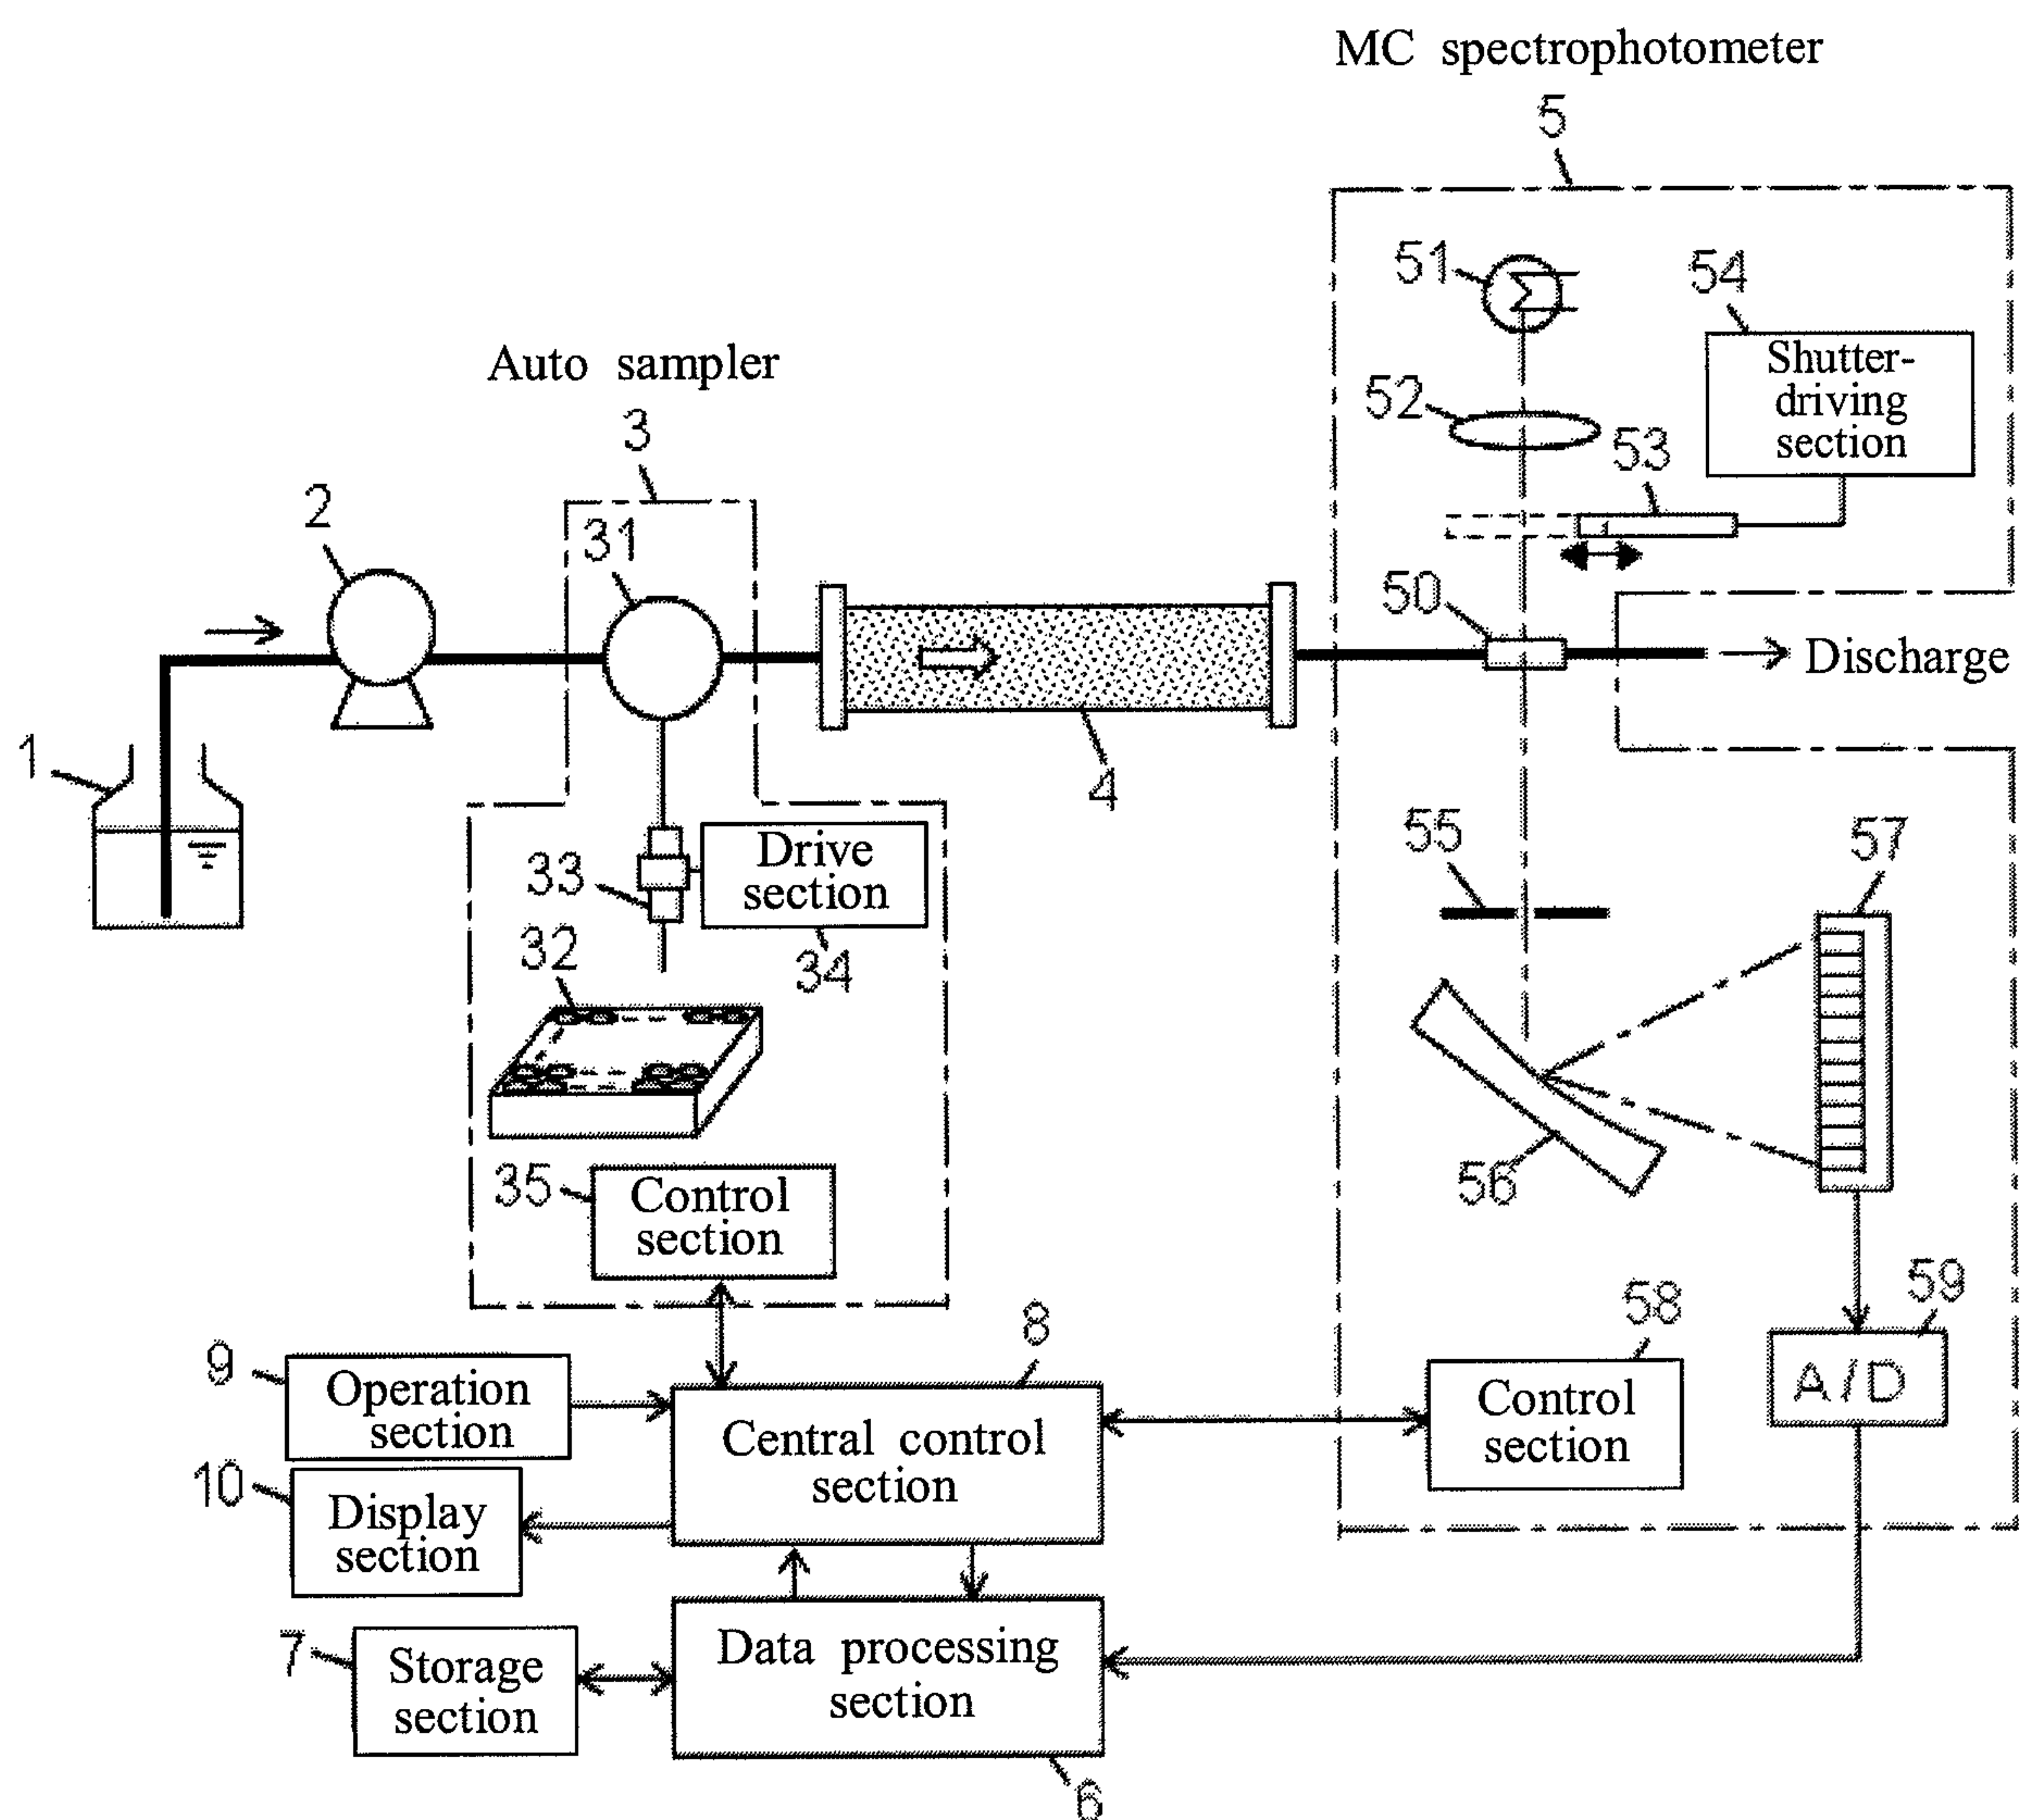 MC spectrophotometer
5
51
54
Shutter-
driving
section
52
53
Auto sampler
3
2
31
50
Discharge
1
4
55
57
33
Drive
section
32
34
56
35
Control
section
59
58
8
9
Operation
section
A/D
Control
section
Central control
section
10
Display
section
7
Storage
section
Data processing
section
6